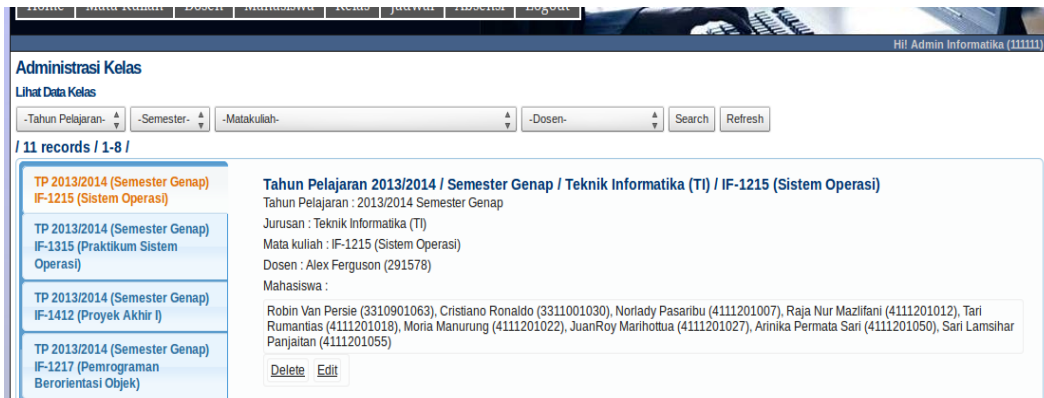 Home Mata Kuliah Dosen Mahasiswa Kelas Jadwal Absensi Logout
Hi! Admin Informatika (111111)
Administrasi Kelas
Lihat Data Kelas
-Tahun Pelajaran- -Semester- -Matakuliah- -Dosen- Search Refresh
/ 11 records / 1-8 /
TP 2013/2014 (Semester Genap)
IF-1215 (Sistem Operasi)
TP 2013/2014 (Semester Genap)
IF-1315 (Praktikum Sistem
Operasi)
TP 2013/2014 (Semester Genap)
IF-1412 (Proyek Akhir I)
TP 2013/2014 (Semester Genap)
IF-1217 (Pemrograman
Berorientasi Objek)
Tahun Pelajaran 2013/2014 / Semester Genap / Teknik Informatika (TI) / IF-1215 (Sistem Operasi)
Tahun Pelajaran : 2013/2014 Semester Genap
Jurusan : Teknik Informatika (TI)
Mata kuliah : IF-1215 (Sistem Operasi)
Dosen : Alex Ferguson (291578)
Mahasiswa :
Robin Van Persie (3310901063), Cristiano Ronaldo (3311001030), Norlady Pasaribu (4111201007), Raja Nur Mazlifani (4111201012), Tari
Rumantias (4111201018), Moria Manurung (4111201022), JuanRoy Marihottua (4111201027), Arinika Permata Sari (4111201050), Sari Lamsihar
Panjaitan (4111201055)
Delete Edit